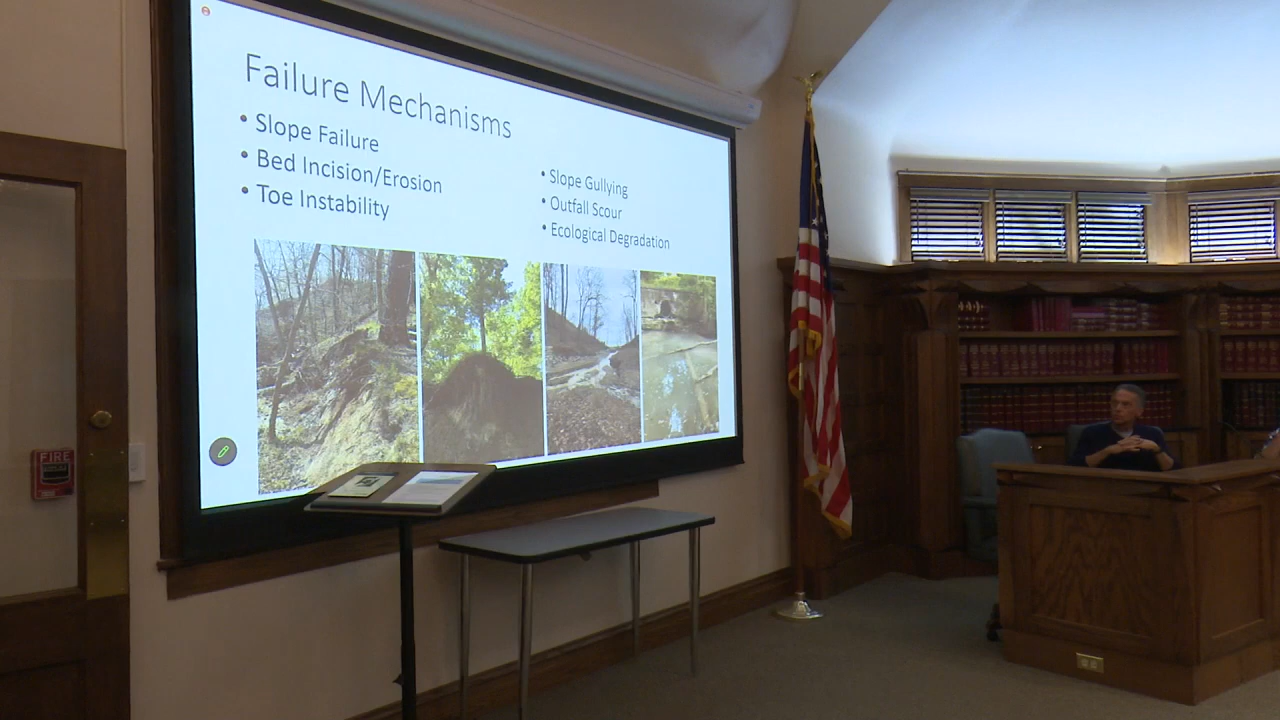 Failure Mechanisms
• Slope Failure
• Bed Incision/Erosion
• Toe Instability
• Slope Gullying
• Outfall Scour
• Ecological Degradation
FIRE